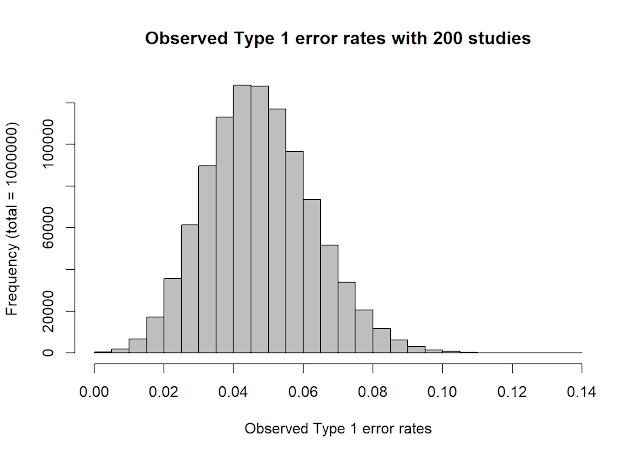 Observed Type 1 error rates with 200 studies
Frequency (total = 1000000)
100000
60000
20000
0
0.00 0.02 0.04 0.06 0.08 0.10 0.12 0.14
Observed Type 1 error rates